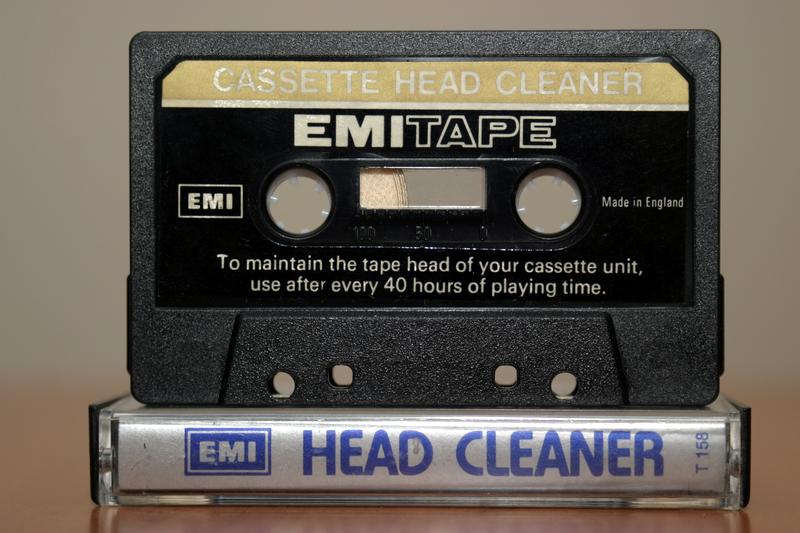 CASSETTE HEAD CLEANER
EMITAPE
EMI
Made in England
100 50 0
To maintain the tape head of your cassette unit,
use after every 40 hours of playing time.
EMI HEAD CLEANER T 158